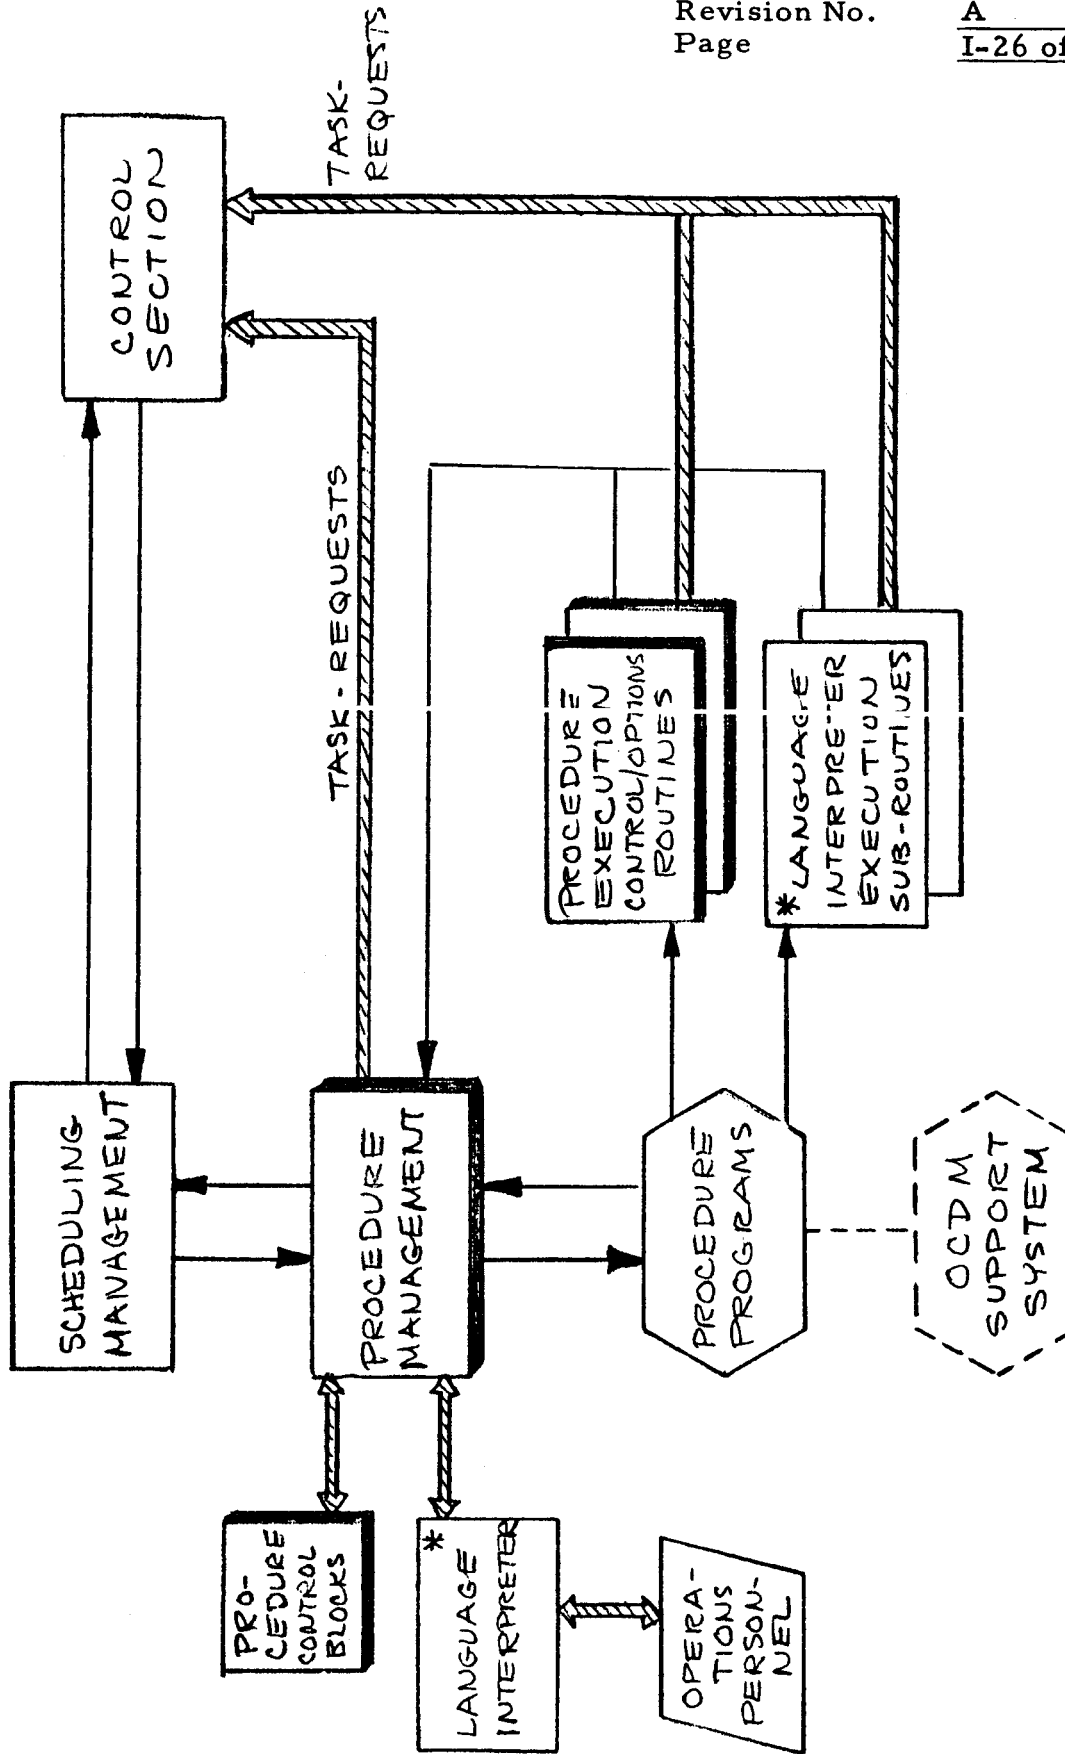 Revision No. A
Page I-26 of
CONTROL
SECTION
TASK-
REQUESTS
TASK-REQUESTS
SCHEDULING
MANAGEMENT
PROCEDURE
MANAGEMENT
PRO-
CEDURE
CONTROL
BLOCKS
*
LANGUAGE
INTERPRETER
OPERA-
TIONS
PERSON-
NEL
PROCEDURE
PROGRAMS
PROCEDURE
EXECUTION
CONTROL/OPTIONS
ROUTINES
* LANGUAGE
INTERPRETER
EXECUTION
SUB-ROUTINES
OCDM
SUPPORT
SYSTEM